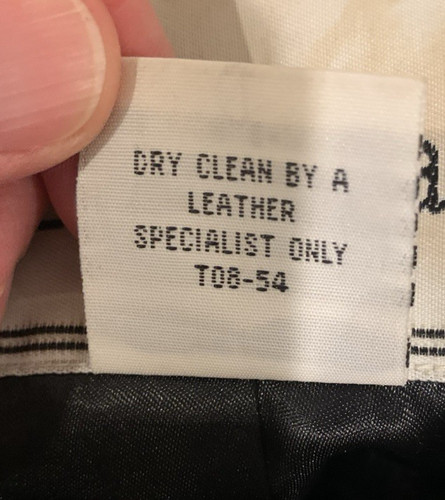 DRY CLEAN BY A
LEATHER
SPECIALIST ONLY
T08-54